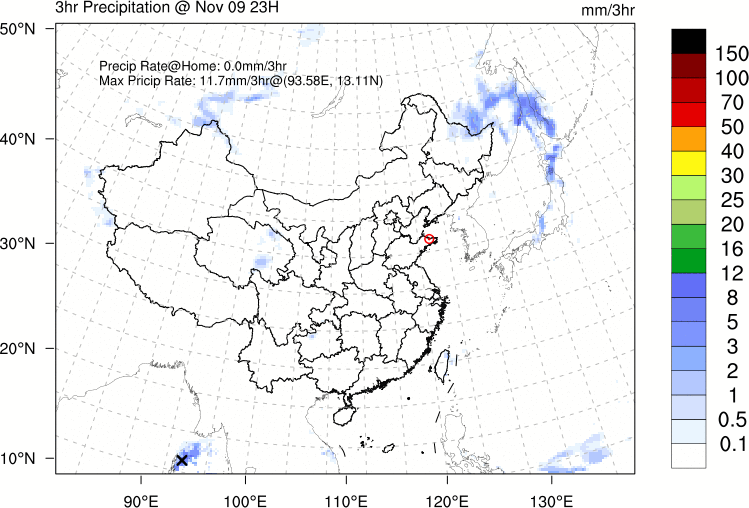 3hr Precipitation @ Nov 09 23H
mm/3hr
50°N
Precip Rate@Home: 0.0mm/3hr
Max Pricip Rate: 11.7mm/3hr@(93.58E, 13.11N)
40°N
30°N
20°N
10°N
90°E 100°E 110°E 120°E 130°E
150
100
70
50
40
30
25
20
16
12
8
5
3
2
1
0.5
0.1